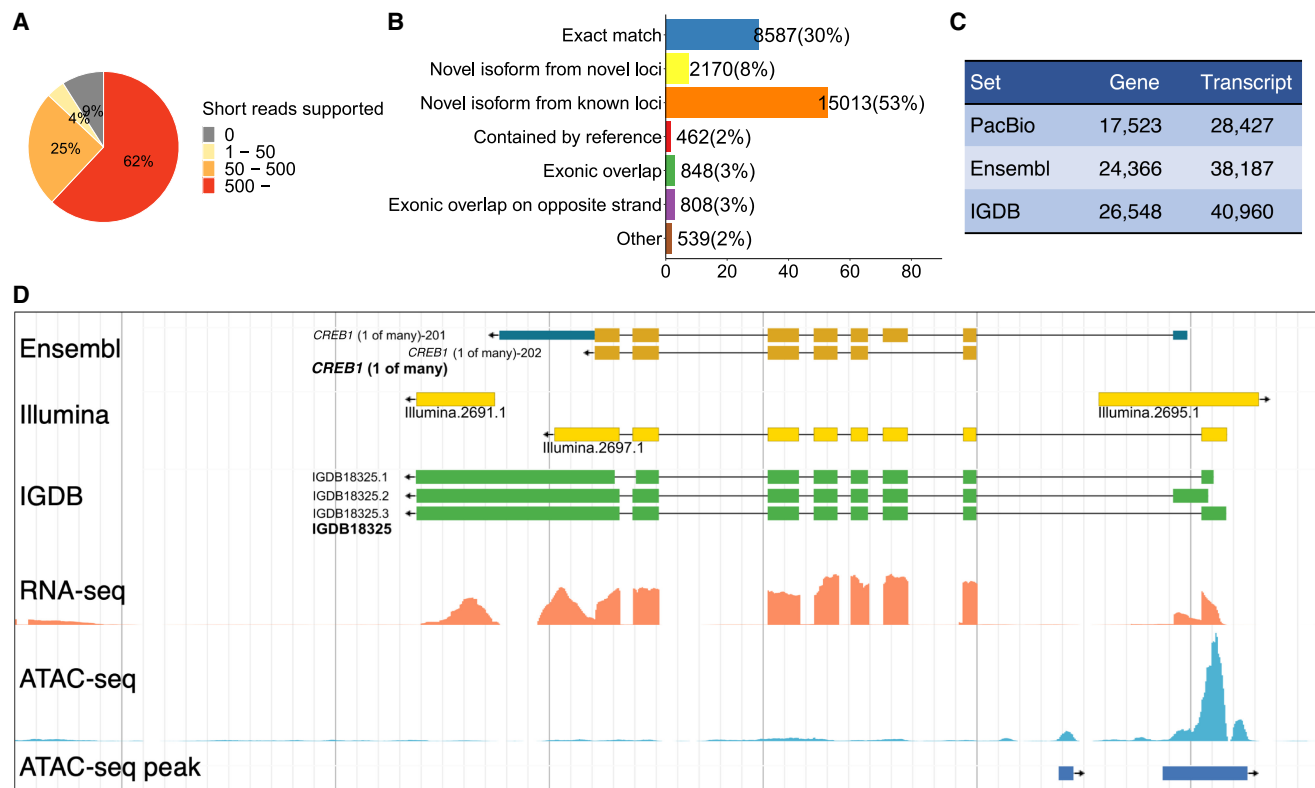 A
9%
4%
25%
62%
Short reads supported
0
1 – 50
50 – 500
500 –
B
Exact match
8587(30%)
Novel isoform from novel loci
2170(8%)
Novel isoform from known loci
15013(53%)
Contained by reference
462(2%)
Exonic overlap
848(3%)
Exonic overlap on opposite strand
808(3%)
Other
539(2%)
0 20 40 60 80
C
Set Gene Transcript
PacBio 17,523 28,427
Ensembl 24,366 38,187
IGDB 26,548 40,960
D
Ensembl
CREB1 (1 of many)-201
CREB1 (1 of many)-202
CREB1 (1 of many)
Illumina
Illumina.2691.1
Illumina.2695.1
Illumina.2697.1
IGDB
IGDB18325.1
IGDB18325.2
IGDB18325.3
IGDB18325
RNA-seq
ATAC-seq
ATAC-seq peak